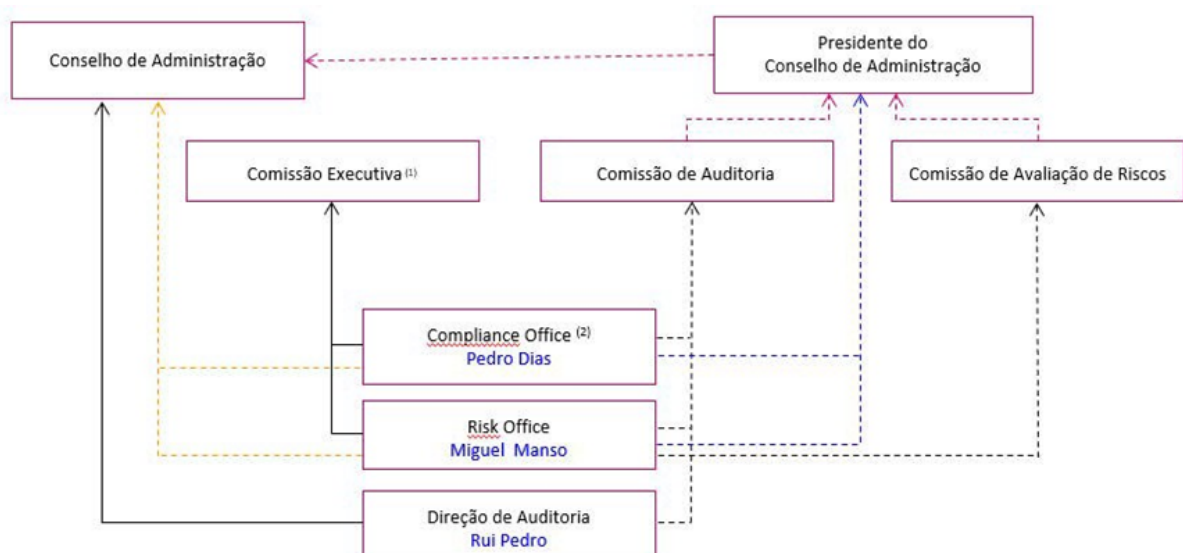 Conselho de Administração
Presidente do
Conselho de Administração
Comissão Executiva (1)
Comissão de Auditoria
Comissão de Avaliação de Riscos
Compliance Office (2)
Pedro Dias
Risk Office
Miguel Manso
Direção de Auditoria
Rui Pedro